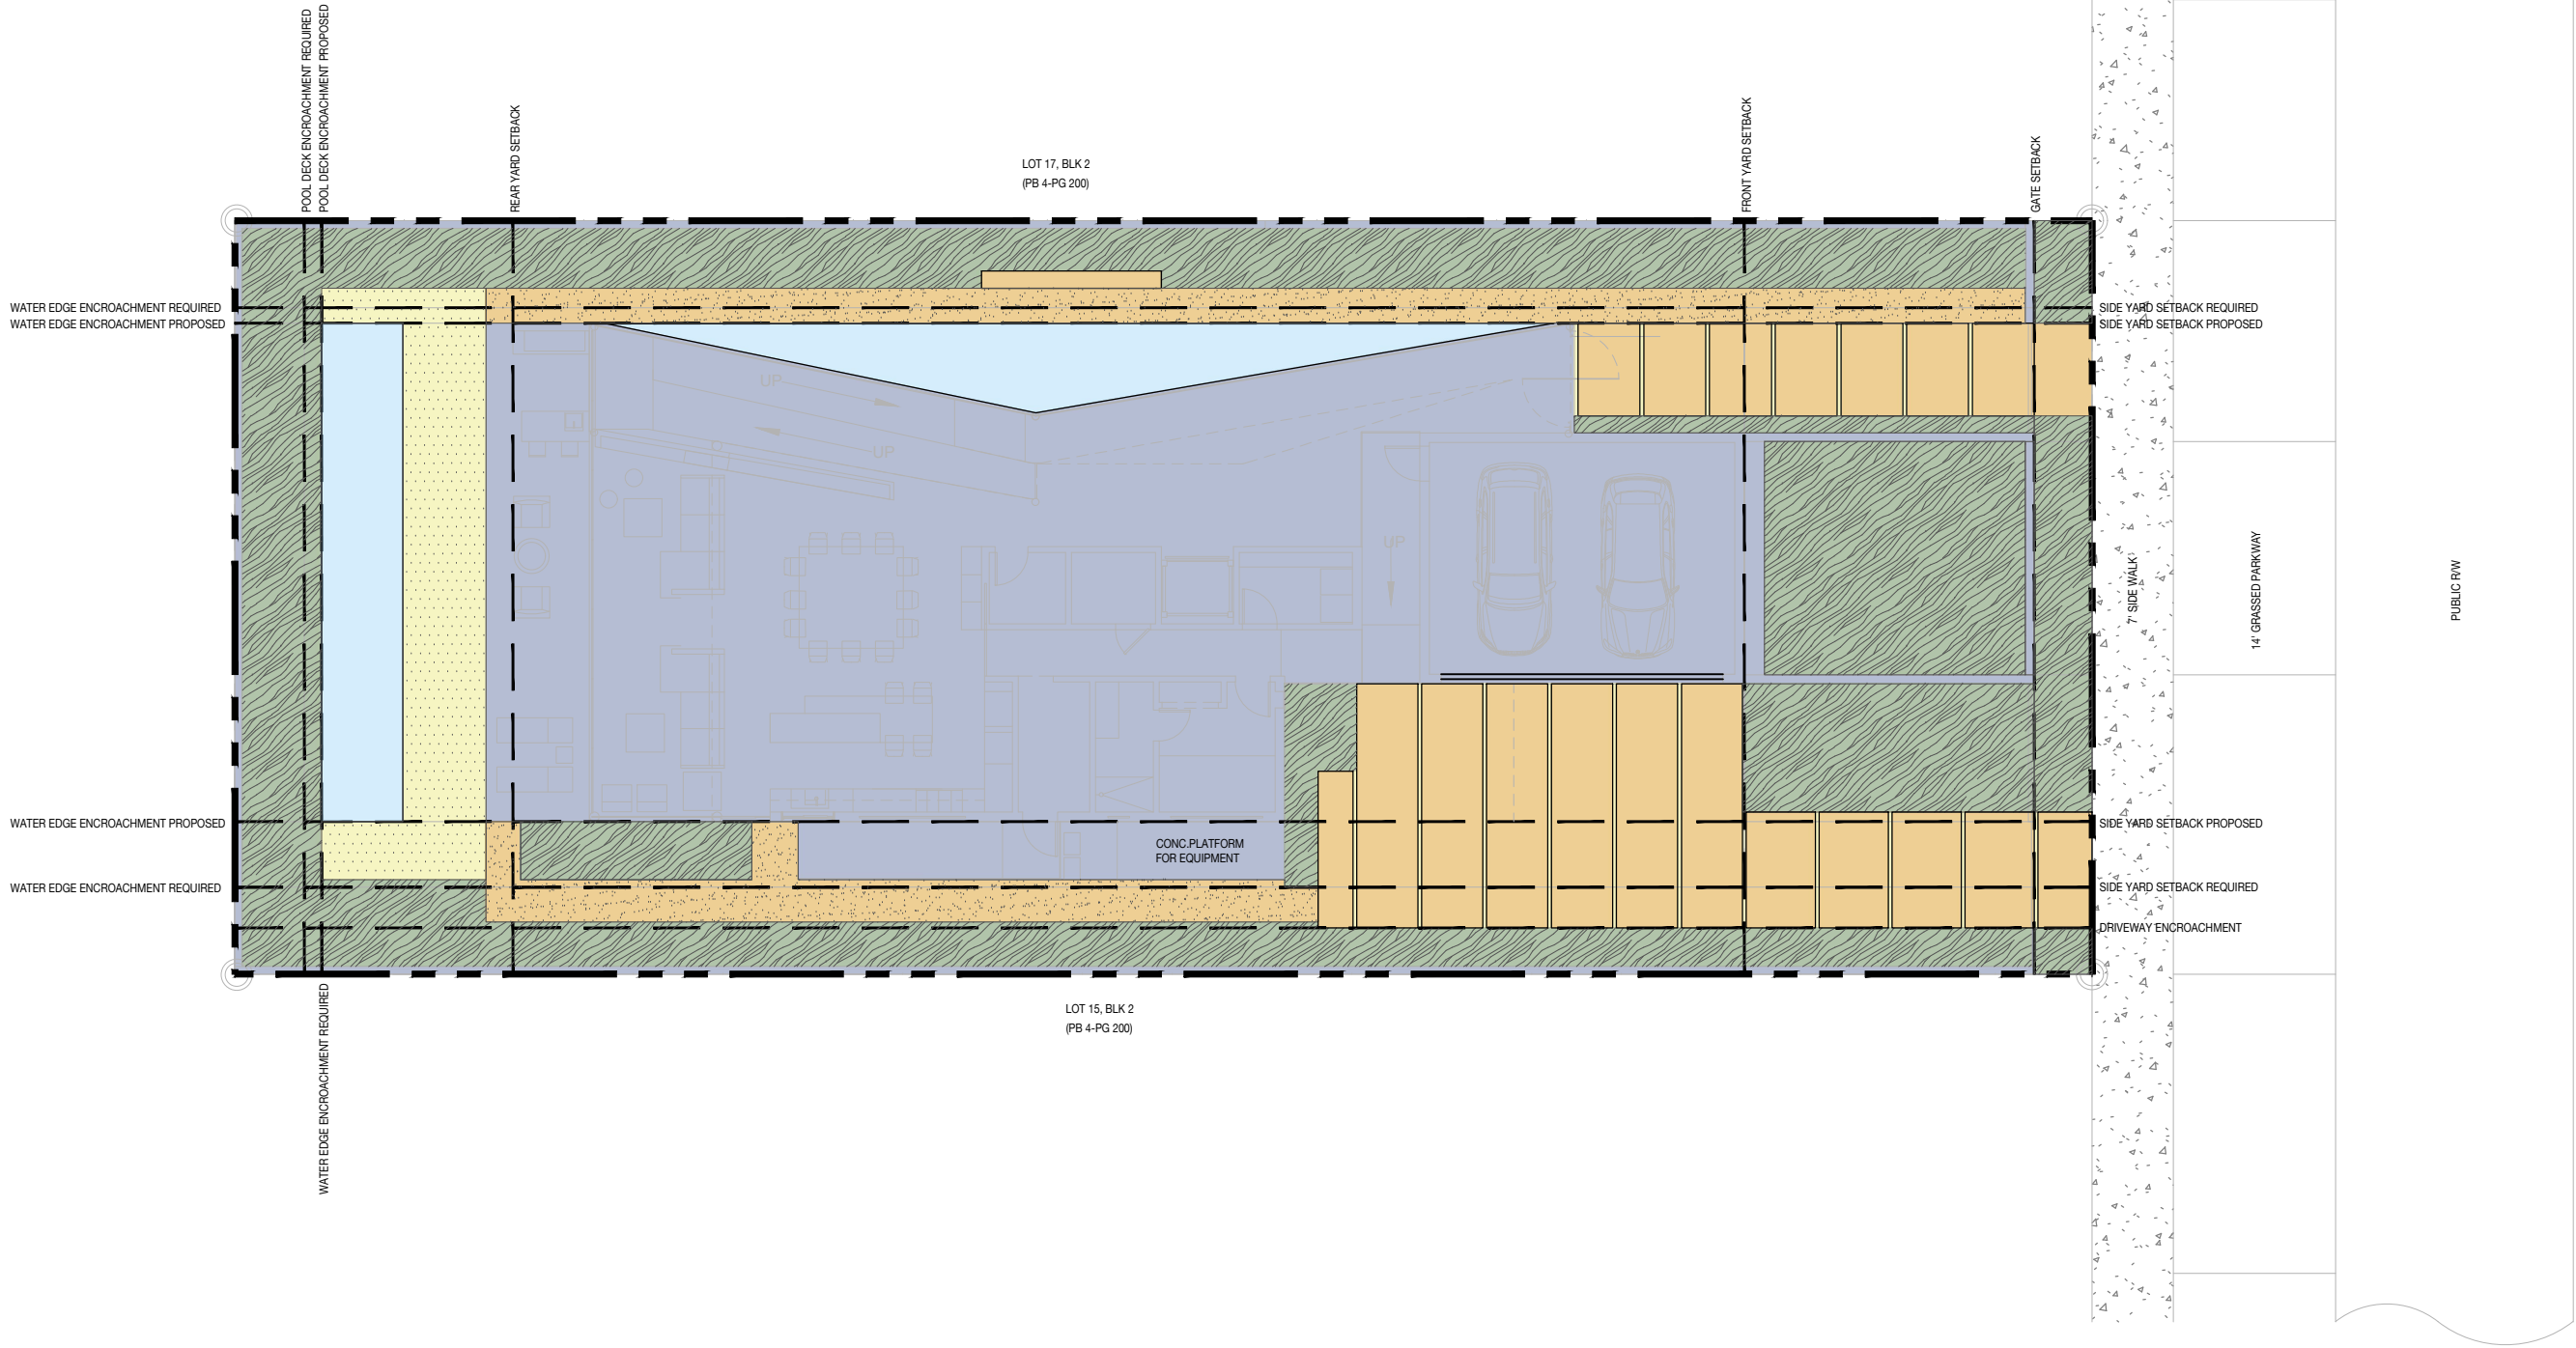 POOL DECK ENCROACHMENT REQUIRED
POOL DECK ENCROACHMENT PROPOSED
REAR YARD SETBACK
LOT 17, BLK 2
(PB 4-PG 200)
FRONT YARD SETBACK
GATE SETBACK
WATER EDGE ENCROACHMENT REQUIRED
WATER EDGE ENCROACHMENT PROPOSED
SIDE YARD SETBACK REQUIRED
SIDE YARD SETBACK PROPOSED
UP
UP
UP
7' SIDE WALK
14' GRASSED PARKWAY
PUBLIC R/W
WATER EDGE ENCROACHMENT PROPOSED
SIDE YARD SETBACK PROPOSED
CONC.PLATFORM
FOR EQUIPMENT
WATER EDGE ENCROACHMENT REQUIRED
SIDE YARD SETBACK REQUIRED
DRIVEWAY ENCROACHMENT
WATER EDGE ENCROACHMENT REQUIRED
LOT 15, BLK 2
(PB 4-PG 200)